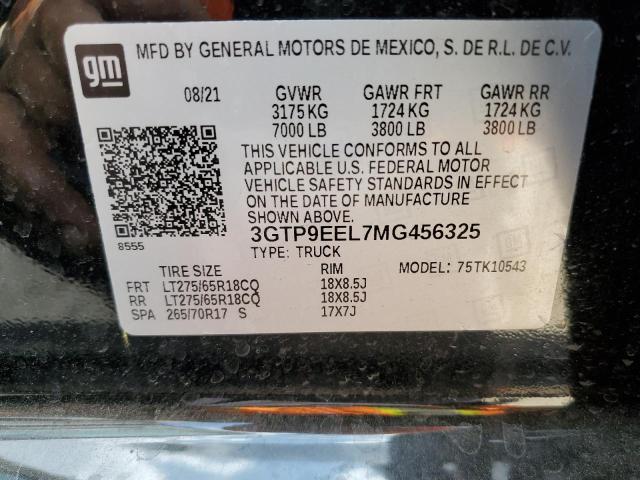 gm
MFD BY GENERAL MOTORS DE MEXICO, S. DE R.L. DE C.V.
08/21 GVWR GAWR FRT GAWR RR
3175 KG 1724 KG 1724 KG
7000 LB 3800 LB 3800 LB
THIS VEHICLE CONFORMS TO ALL
APPLICABLE U.S. FEDERAL MOTOR
VEHICLE SAFETY STANDARDS IN EFFECT
ON THE DATE OF MANUFACTURE
SHOWN ABOVE.
8555
3GTP9EEL7MG456325
TYPE: TRUCK
MODEL: 75TK10543
TIRE SIZE RIM
FRT LT275/65R18CQ 18X8.5J
RR LT275/65R18CQ 18X8.5J
SPA 265/70R17 S 17X7J